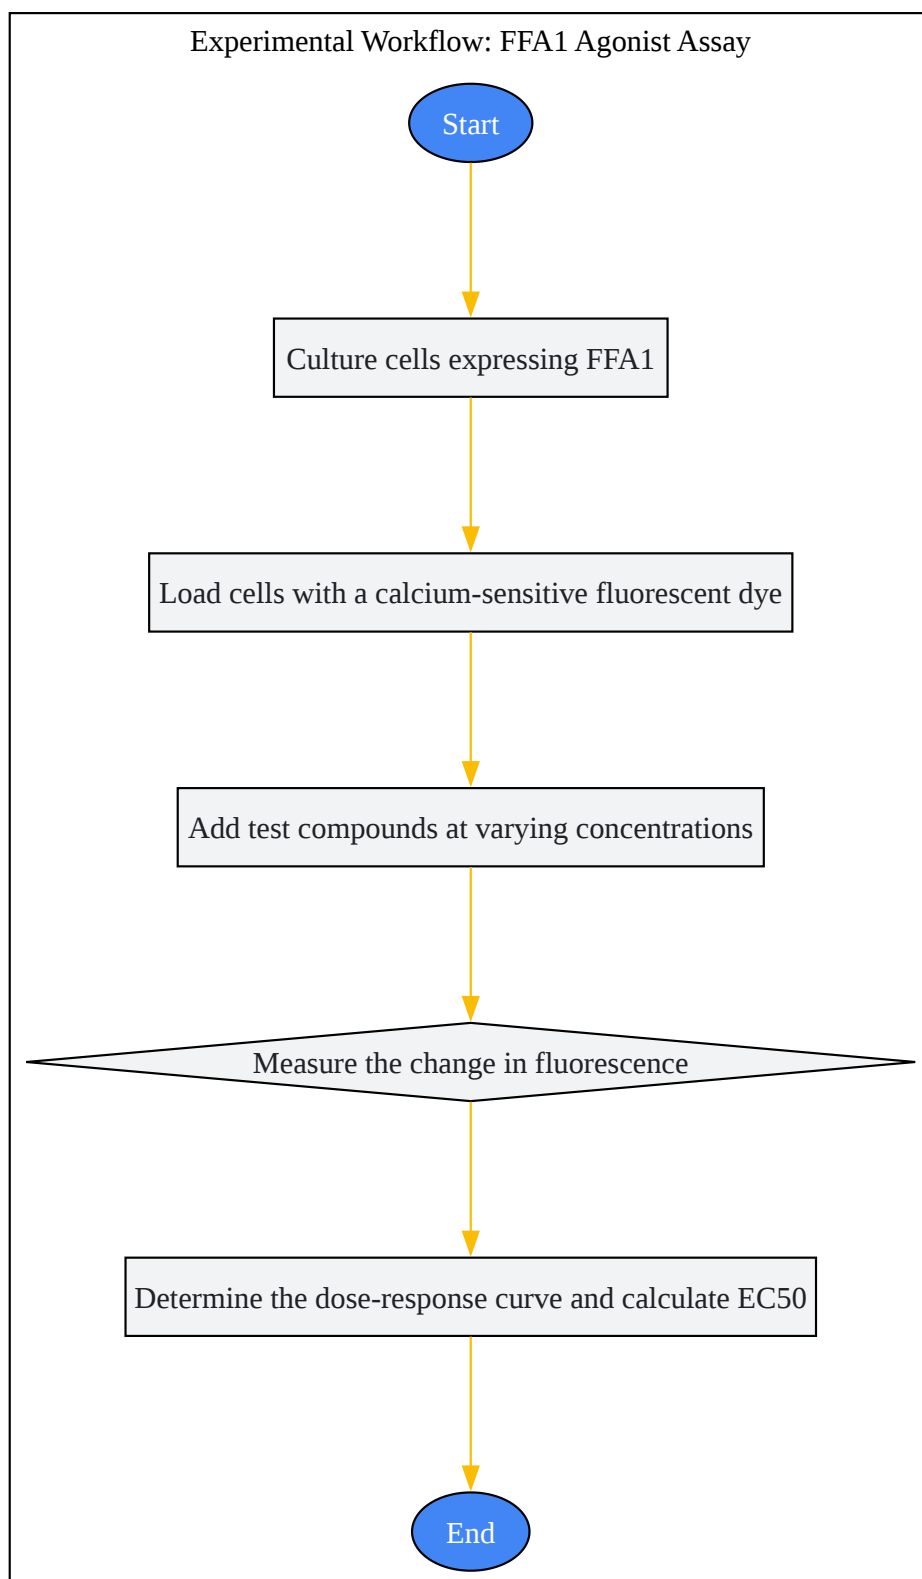 Experimental Workflow: FFA1 Agonist Assay
Start
Culture cells expressing FFA1
Load cells with a calcium-sensitive fluorescent dye
Add test compounds at varying concentrations
Measure the change in fluorescence
Determine the dose-response curve and calculate EC50
End